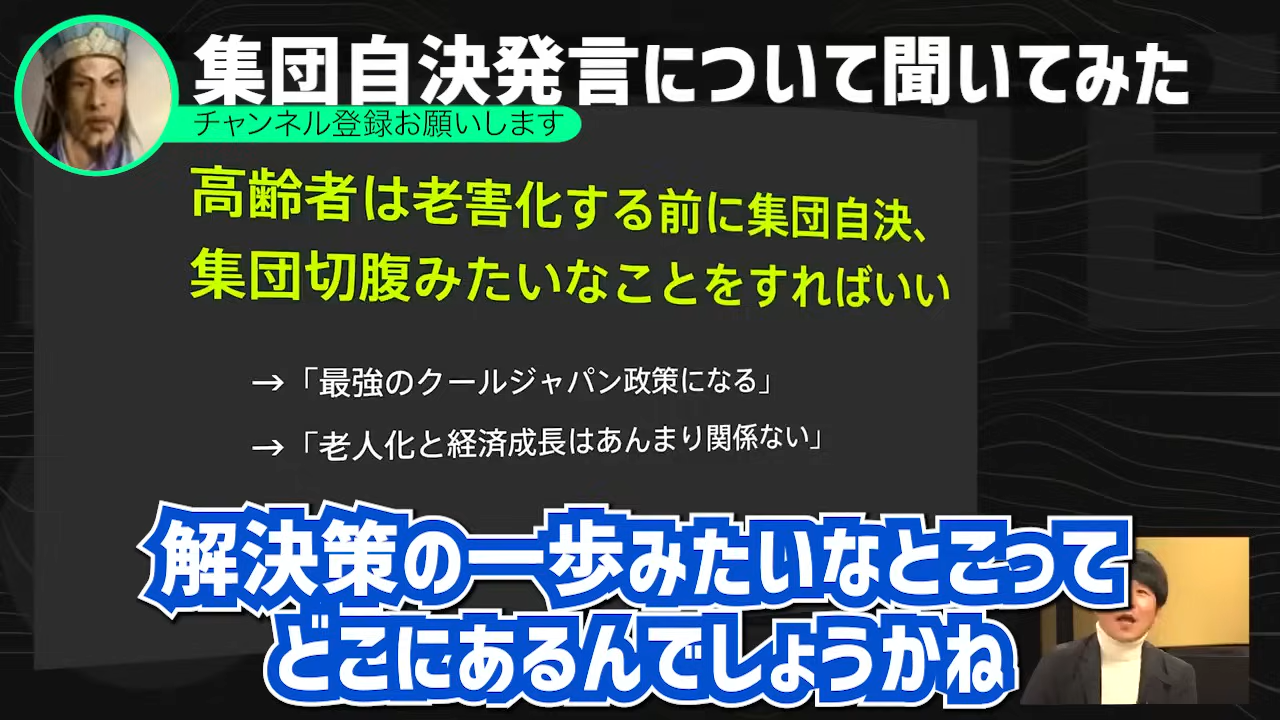 集団自決発言について聞いてみた
チャンネル登録お願いします
高齢者は老害化する前に集団自決、
集団切腹みたいなことをすればいい
→「最強のクールジャパン政策になる」
→「老人化と経済成長はあんまり関係ない」
解決策の一歩みたいなとこって
どこにあるんでしょうかね